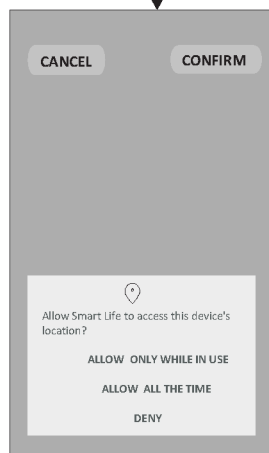 CANCEL
CONFIRM
Allow Smart Life to access this device's
location?
ALLOW ONLY WHILE IN USE
ALLOW ALL THE TIME
DENY